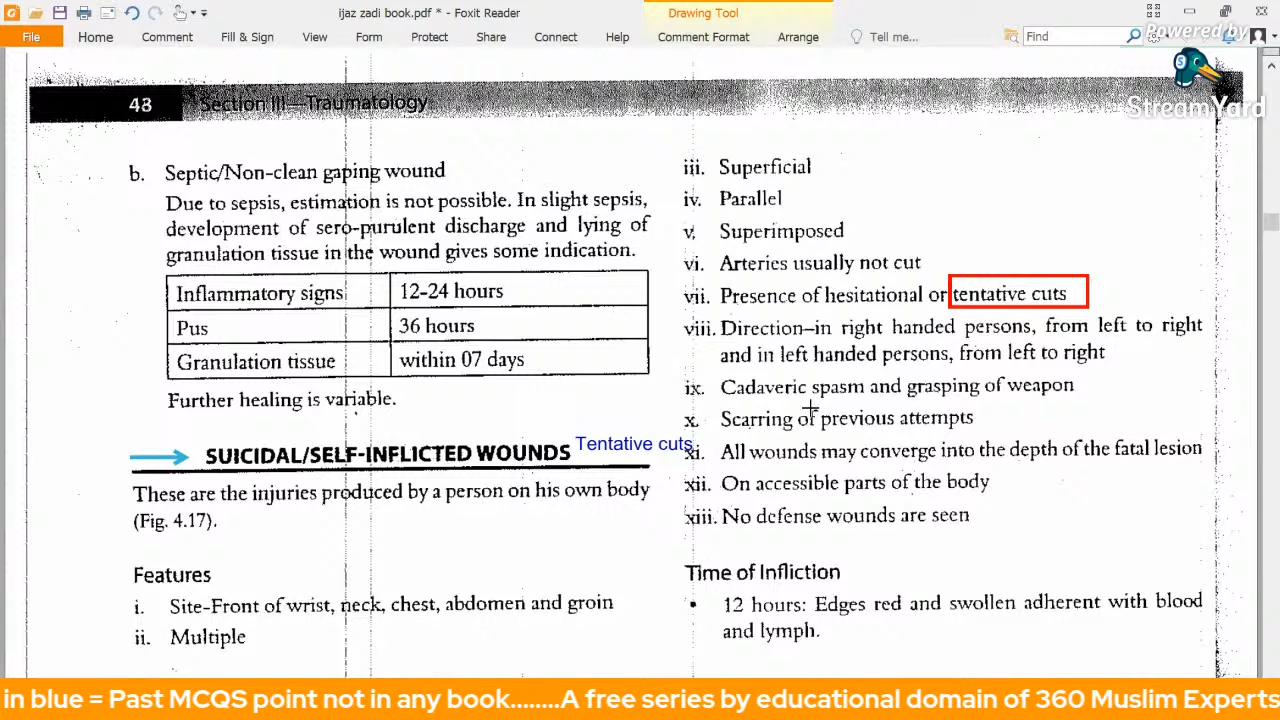 ijaz zadi book.pdf * - Foxit Reader
Drawing Tool
File Home Comment Fill & Sign View Form Protect Share Connect Help Comment Format Arrange Tell me... Find
Powered by
StreamYard
48 Section III—Traumatology
b. Septic/Non-clean gaping wound
Due to sepsis, estimation is not possible. In slight sepsis,
development of sero-purulent discharge and lying of
granulation tissue in the wound gives some indication.
Inflammatory signs 12-24 hours
Pus 36 hours
Granulation tissue within 07 days
Further healing is variable.
SUICIDAL/SELF-INFLICTED WOUNDS Tentative cuts
These are the injuries produced by a person on his own body
(Fig. 4.17).
Features
i. Site-Front of wrist, neck, chest, abdomen and groin
ii. Multiple
iii. Superficial
iv. Parallel
v. Superimposed
vi. Arteries usually not cut
vii. Presence of hesitational or tentative cuts
viii. Direction–in right handed persons, from left to right
and in left handed persons, from left to right
ix. Cadaveric spasm and grasping of weapon
x. Scarring of previous attempts
xi. All wounds may converge into the depth of the fatal lesion
xii. On accessible parts of the body
xiii. No defense wounds are seen
Time of Infliction
• 12 hours: Edges red and swollen adherent with blood
and lymph.
in blue = Past MCQS point not in any book........A free series by educational domain of 360 Muslim Experts